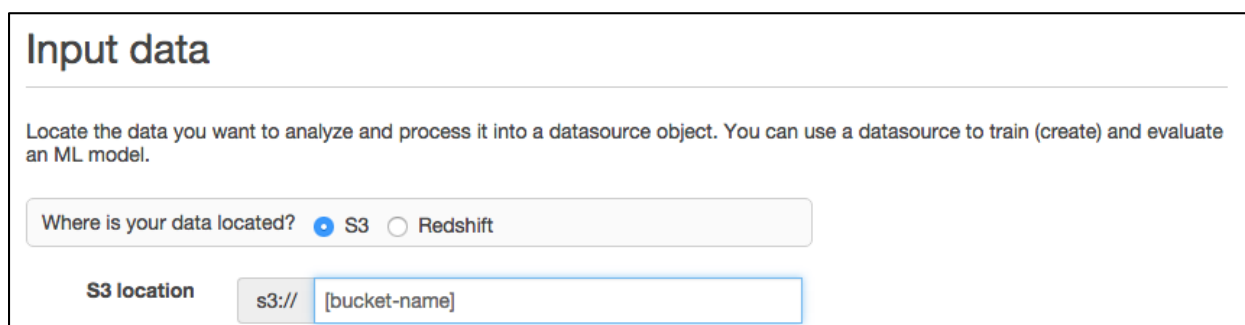 Input data
Locate the data you want to analyze and process it into a datasource object. You can use a datasource to train (create) and evaluate
an ML model.
Where is your data located? S3 Redshift
S3 location s3:// [bucket-name]